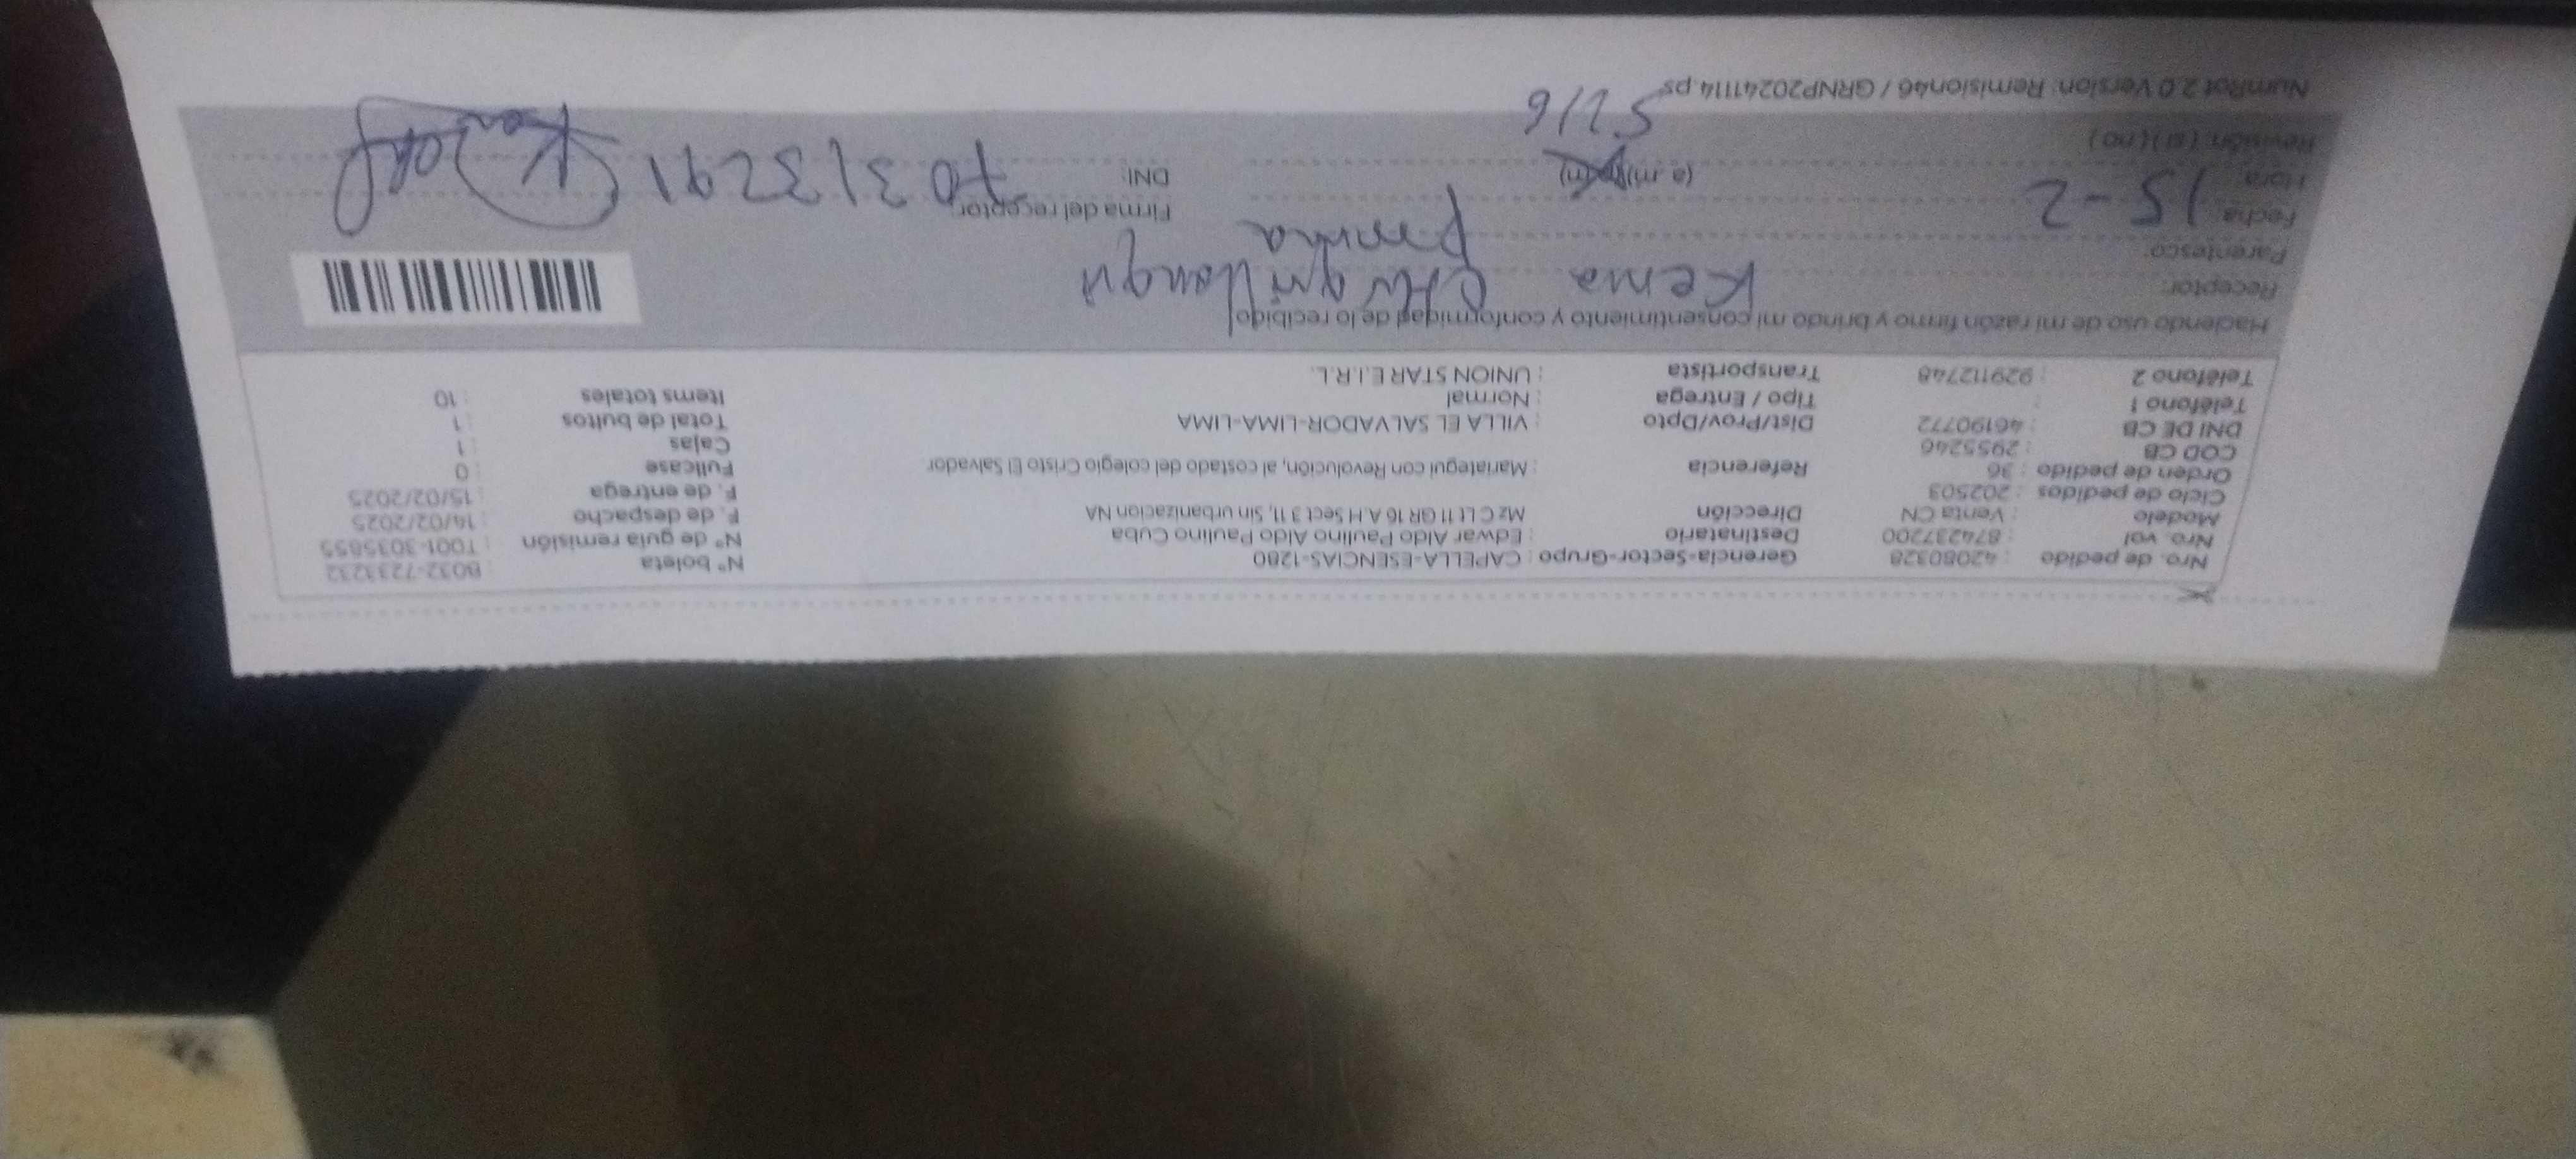 Nro. de pedido : 42080328 Gerencia-Sector-Grupo : CAPELLA-ESENCIAS-1280 N° boleta : B032-7233232
Nro. vol : 874237200 Destinatario : Edwar Aldo Paulino Aldo Paulino Cuba N° de guía remisión : T001-3035855
Modelo : Venta CN Dirección Mz C Lt 11 GR 16 A H Sect 3 11, Sin urbanizacion NA F. de despacho : 14/02/2025
Ciclo de pedidos : 202503 F. de entrega : 15/02/2025
Orden de pedido : 36 Referencia : Mariategui con Revolución, al costado del colegio Cristo El Salvador Fullcase : 0
COD CB : 2955246 Cajas : 1
DNI DE CB : 46190772 Dist/Prov/Dpto : VILLA EL SALVADOR-LIMA-LIMA Total de bultos : 1
Teléfono 1 : Tipo / Entrega : Normal Items totales : 10
Teléfono 2 : 929112748 Transportista : UNION STAR E.I.R.L.
Haciendo uso de mi razón firmo y brindo mi consentimiento y conformidad de lo recibido
Receptor:
Parentesco:
Fecha: 15-2 Firma del receptor:
Hora: (a.m)(p.m) DNI: 70313291
Revisión: (si) (no) 5216
NumRot 2.0 Version: Remision46 / GRNP20241114.ps